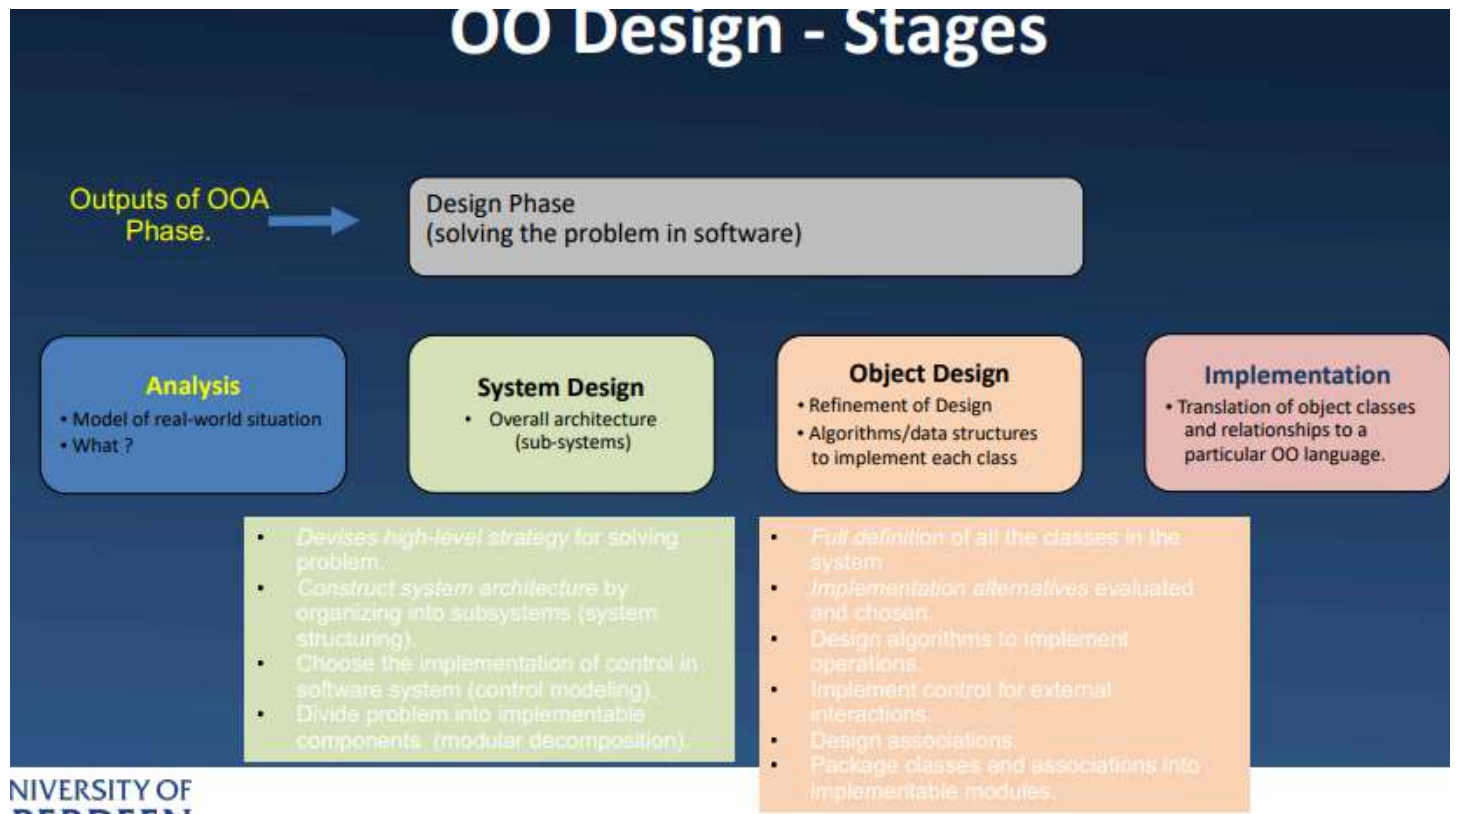 OO Design - Stages
Outputs of OOA
Phase.
Design Phase
(solving the problem in software)
Analysis
• Model of real-world situation
• What ?
System Design
• Overall architecture
(sub-systems)
Object Design
• Refinement of Design
• Algorithms/data structures
to implement each class
Implementation
• Translation of object classes
and relationships to a
particular OO language.
• Devises high-level strategy for solving
problem.
• Construct system architecture by
organizing into subsystems (system
structuring).
• Choose the implementation of control in
software system (control modeling).
• Divide problem into implementable
components (modular decomposition).
• Full definition of all the classes in the
system
• Implementation alternatives evaluated
and chosen.
• Design algorithms to implement
operations.
• Implement control for external
interactions.
• Design associations.
• Package classes and associations into
implementable modules.
NIVERSITY OF